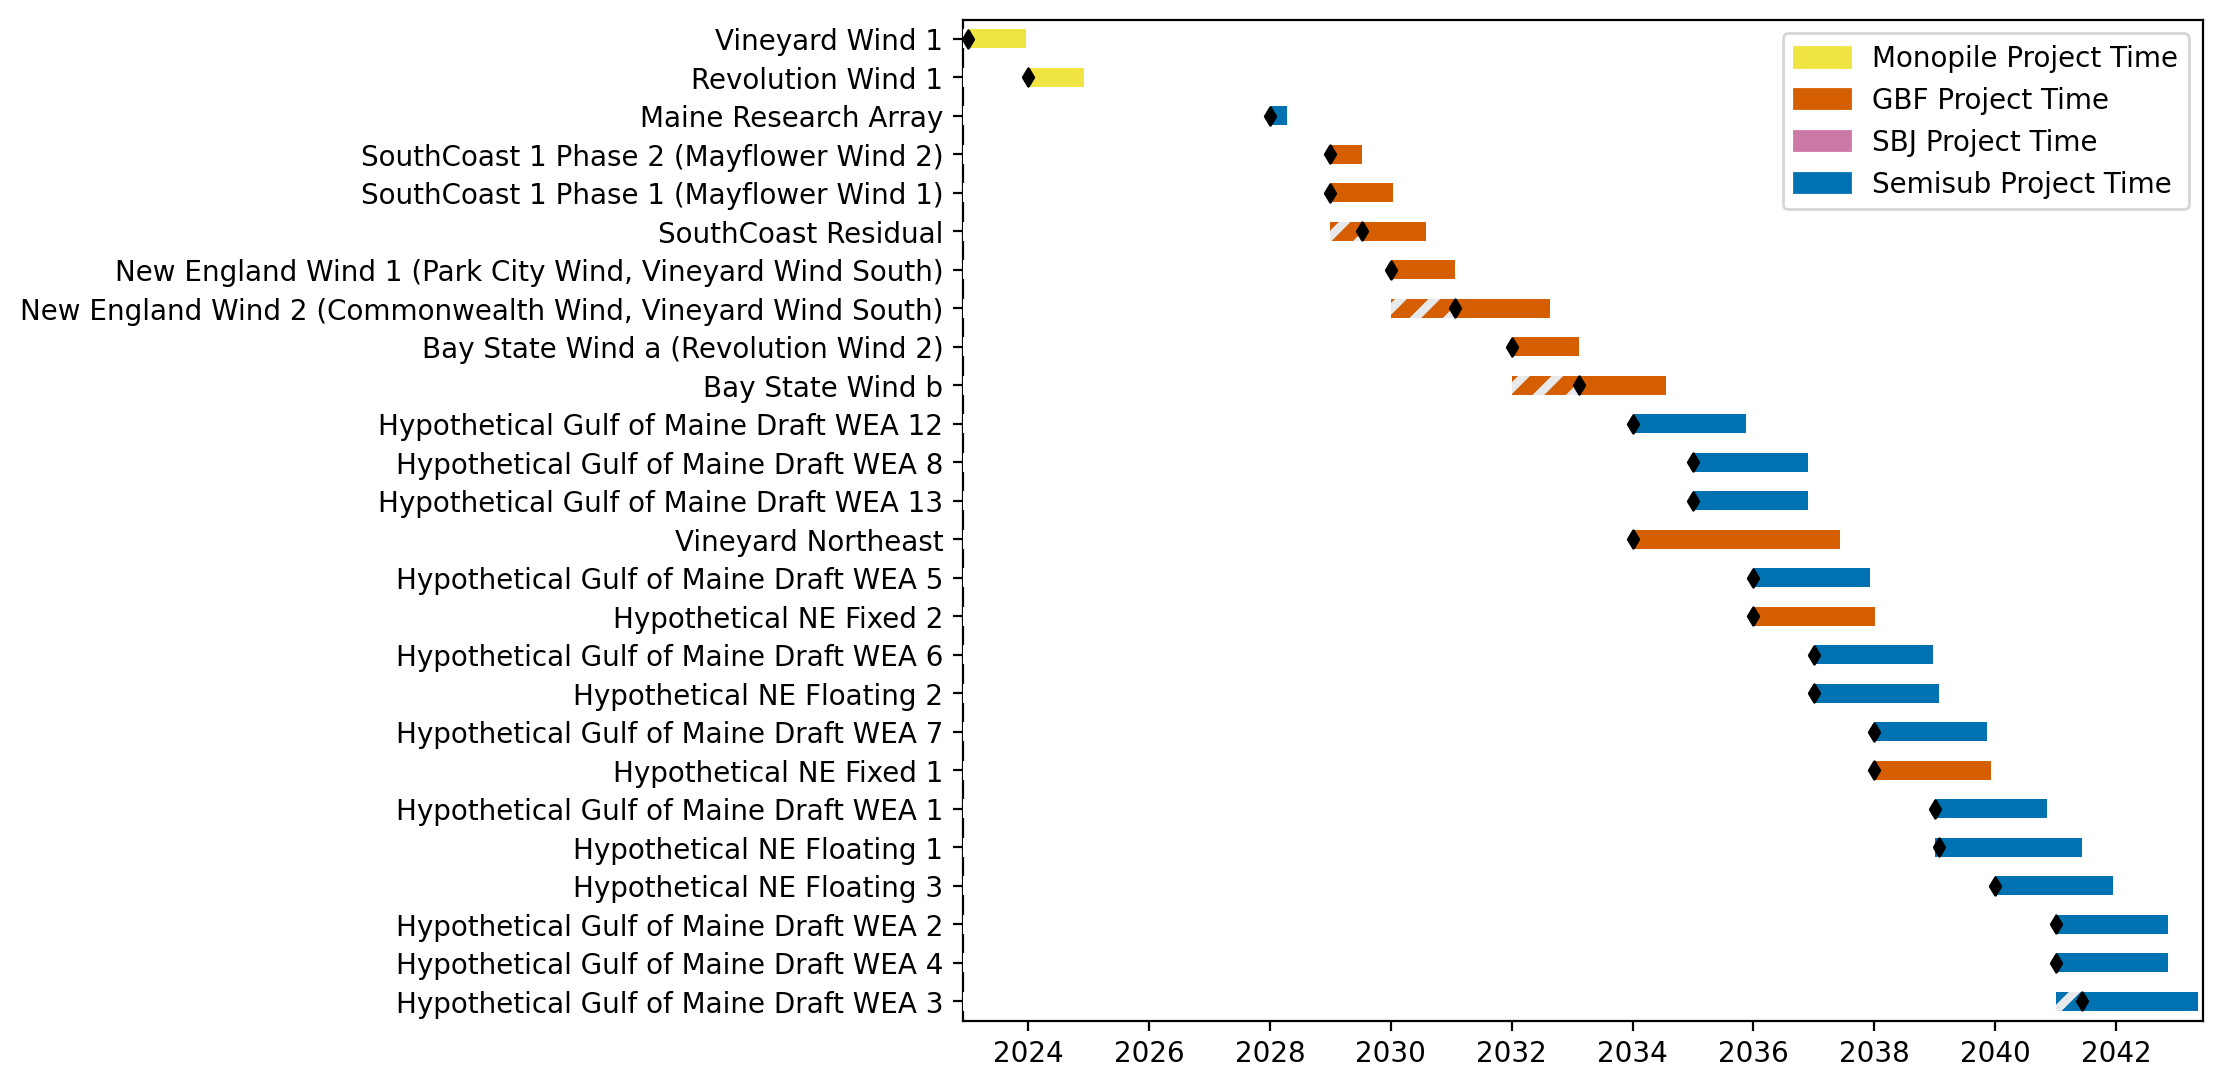 Vineyard Wind 1
Revolution Wind 1
Maine Research Array
SouthCoast 1 Phase 2 (Mayflower Wind 2)
SouthCoast 1 Phase 1 (Mayflower Wind 1)
SouthCoast Residual
New England Wind 1 (Park City Wind, Vineyard Wind South)
New England Wind 2 (Commonwealth Wind, Vineyard Wind South)
Bay State Wind a (Revolution Wind 2)
Bay State Wind b
Hypothetical Gulf of Maine Draft WEA 12
Hypothetical Gulf of Maine Draft WEA 8
Hypothetical Gulf of Maine Draft WEA 13
Vineyard Northeast
Hypothetical Gulf of Maine Draft WEA 5
Hypothetical NE Fixed 2
Hypothetical Gulf of Maine Draft WEA 6
Hypothetical NE Floating 2
Hypothetical Gulf of Maine Draft WEA 7
Hypothetical NE Fixed 1
Hypothetical Gulf of Maine Draft WEA 1
Hypothetical NE Floating 1
Hypothetical NE Floating 3
Hypothetical Gulf of Maine Draft WEA 2
Hypothetical Gulf of Maine Draft WEA 4
Hypothetical Gulf of Maine Draft WEA 3
Monopile Project Time
GBF Project Time
SBJ Project Time
Semisub Project Time
2024 2026 2028 2030 2032 2034 2036 2038 2040 2042